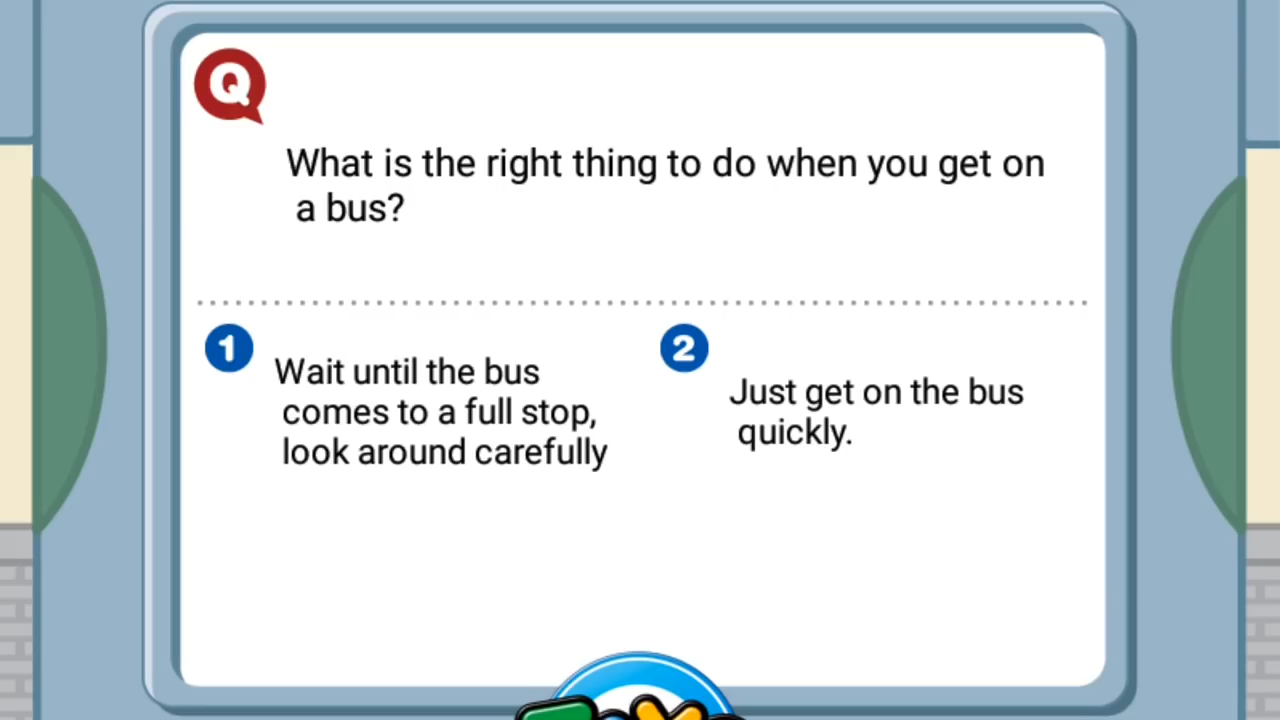 Q
What is the right thing to do when you get on
a bus?
1
Wait until the bus
comes to a full stop,
look around carefully
2
Just get on the bus
quickly.